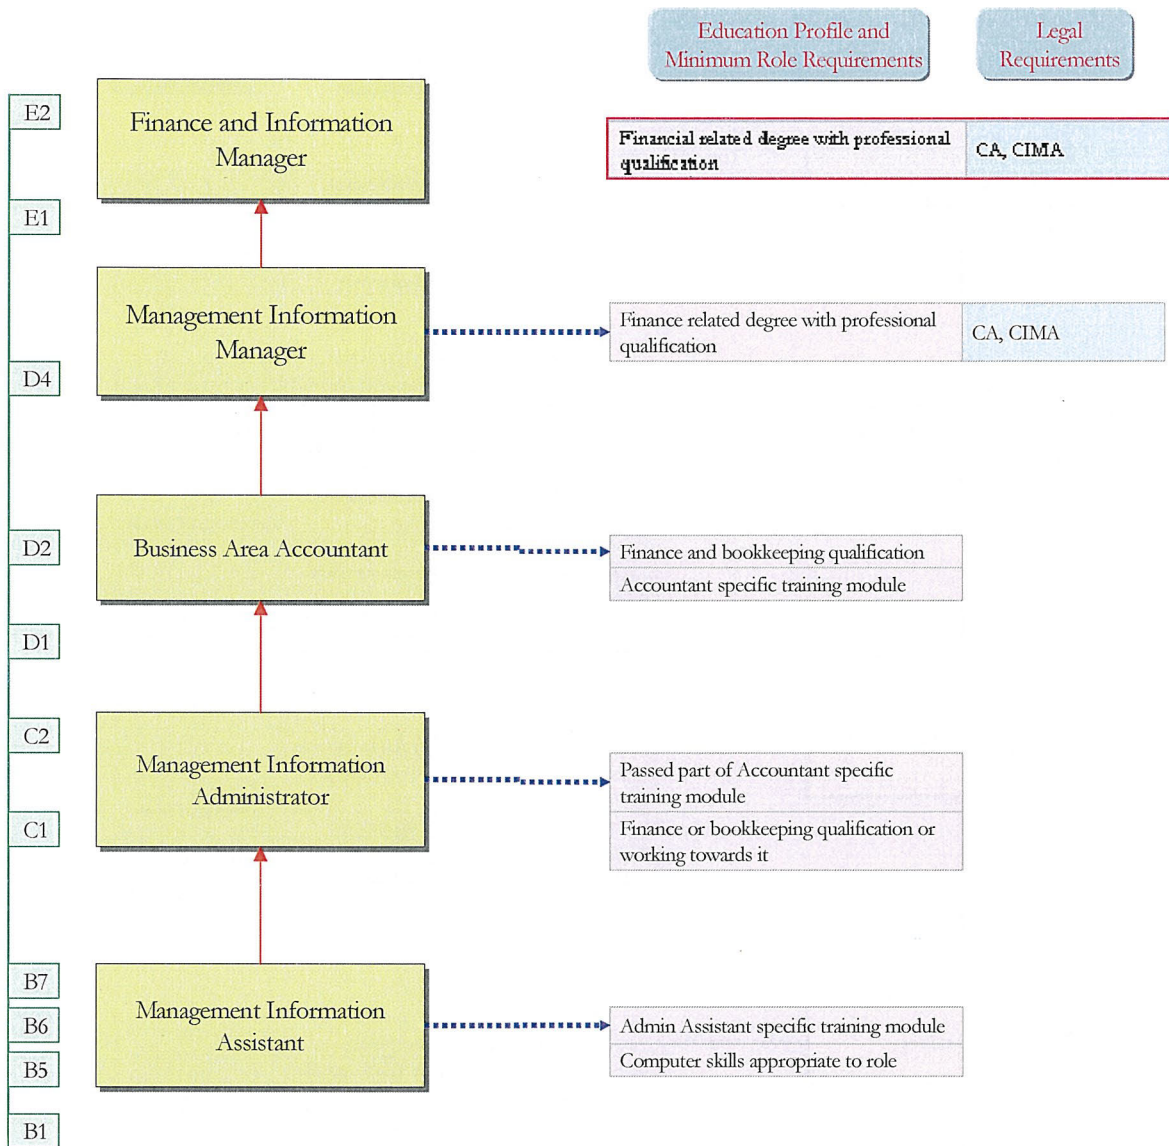 Education Profile and
Minimum Role Requirements
Legal
Requirements
E2
Finance and Information
Manager
Financial related degree with professional
qualification
CA, CIMA
E1
Management Information
Manager
Finance related degree with professional
qualification
CA, CIMA
D4
D2
Business Area Accountant
Finance and bookkeeping qualification
Accountant specific training module
D1
C2
Management Information
Administrator
Passed part of Accountant specific
training module
C1
Finance or bookkeeping qualification or
working towards it
B7
Management Information
Assistant
B6
Admin Assistant specific training module
B5
Computer skills appropriate to role
B1